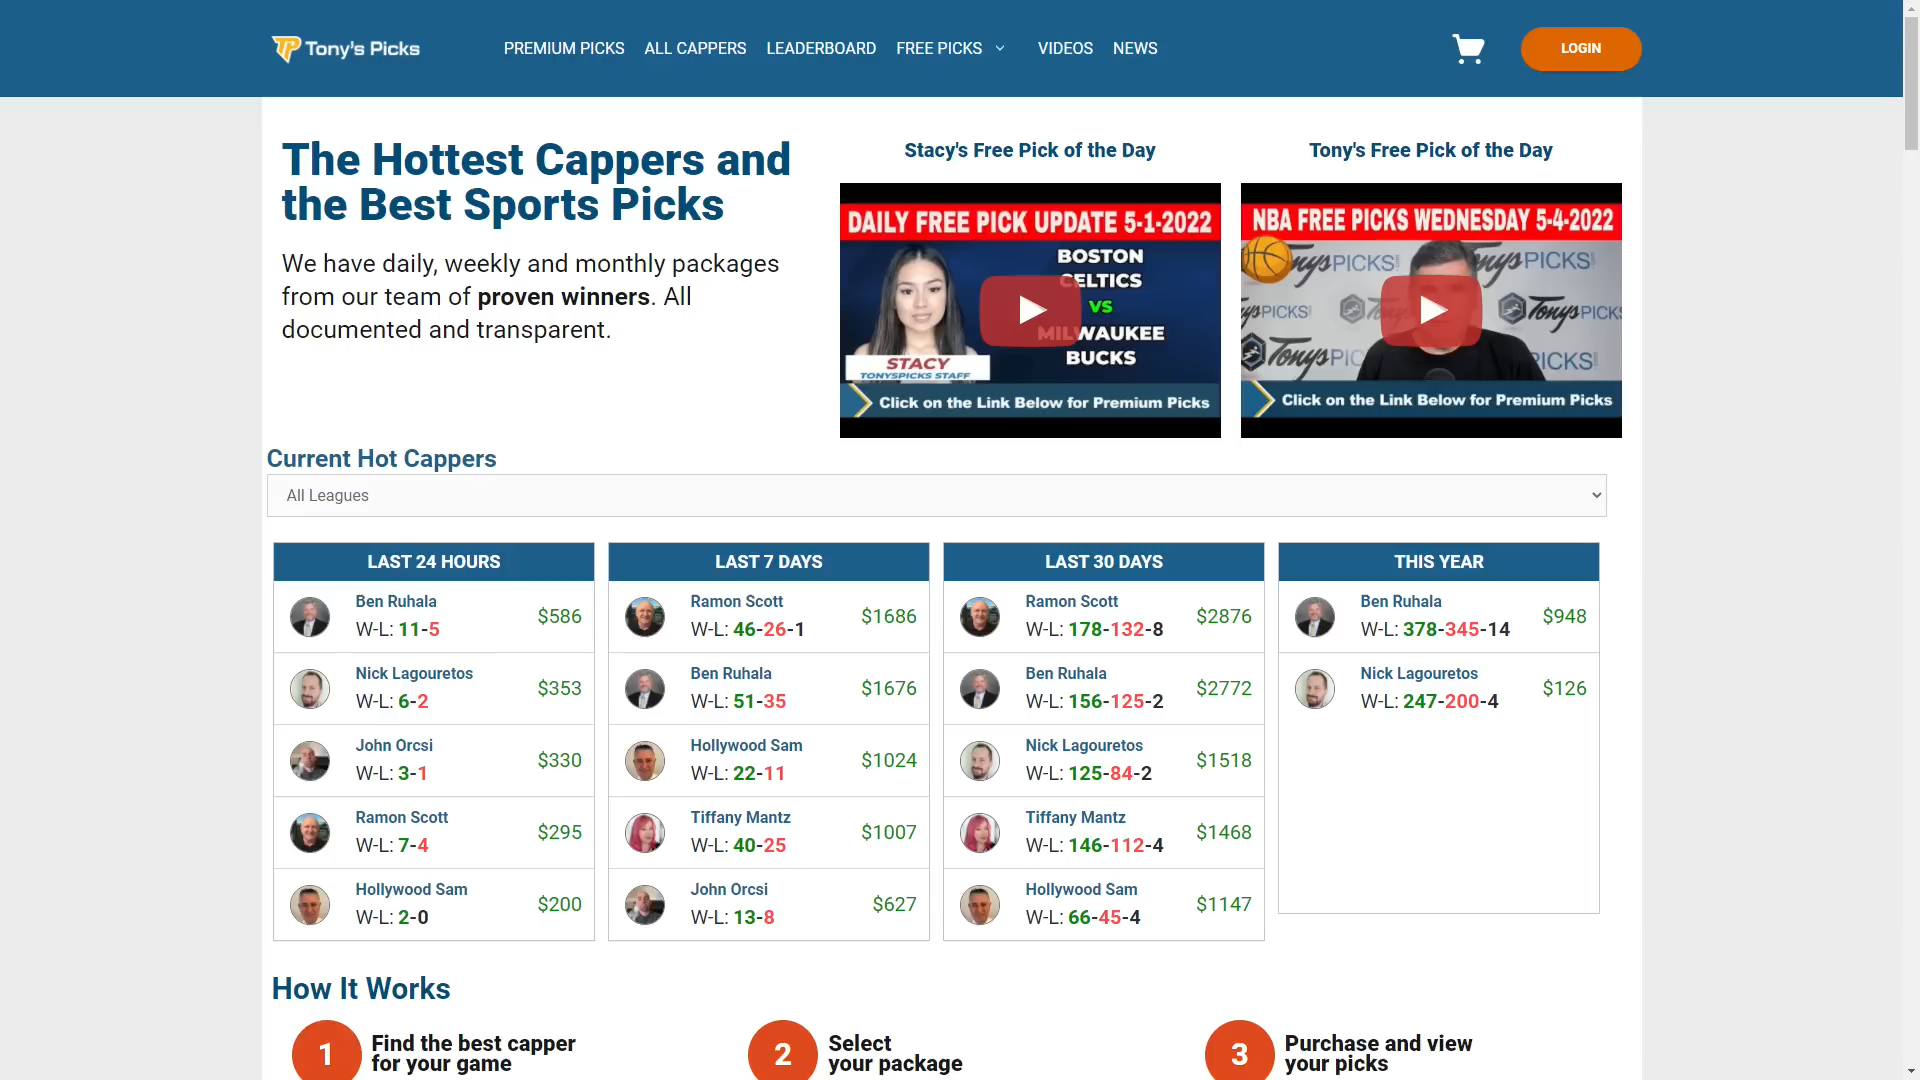 TP Tony's Picks
PREMIUM PICKS
ALL CAPPERS
LEADERBOARD
FREE PICKS
VIDEOS
NEWS
LOGIN
The Hottest Cappers and
the Best Sports Picks
We have daily, weekly and monthly packages
from our team of proven winners. All
documented and transparent.
Stacy's Free Pick of the Day
DAILY FREE PICK UPDATE 5-1-2022
BOSTON
CELTICS
VS
MILWAUKEE
BUCKS
STACY
TONYSPICKS STAFF
Click on the Link Below for Premium Picks
Tony's Free Pick of the Day
NBA FREE PICKS WEDNESDAY 5-4-2022
Click on the Link Below for Premium Picks
Current Hot Cappers
All Leagues
LAST 24 HOURS
Ben Ruhala
W-L: 11-5
$586
Nick Lagouretos
W-L: 6-2
$353
John Orcsi
W-L: 3-1
$330
Ramon Scott
W-L: 7-4
$295
Hollywood Sam
W-L: 2-0
$200
LAST 7 DAYS
Ramon Scott
W-L: 46-26-1
$1686
Ben Ruhala
W-L: 51-35
$1676
Hollywood Sam
W-L: 22-11
$1024
Tiffany Mantz
W-L: 40-25
$1007
John Orcsi
W-L: 13-8
$627
LAST 30 DAYS
Ramon Scott
W-L: 178-132-8
$2876
Ben Ruhala
W-L: 156-125-2
$2772
Nick Lagouretos
W-L: 125-84-2
$1518
Tiffany Mantz
W-L: 146-112-4
$1468
Hollywood Sam
W-L: 66-45-4
$1147
THIS YEAR
Ben Ruhala
W-L: 378-345-14
$948
Nick Lagouretos
W-L: 247-200-4
$126
How It Works
1
Find the best capper
for your game
2
Select
your package
3
Purchase and view
your picks